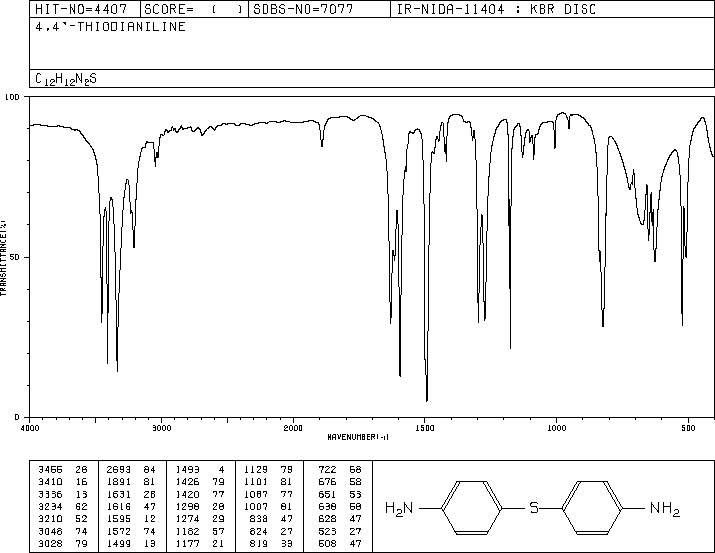 HIT-NO=4407 SCORE= ( ) SDBS-NO=7077 IR-NIDA-11404 : KBR DISC
4,4'-THIODIANILINE
C12H12N2S
100
50
0
TRANSMITTANCE(%)
4000 3000 2000 1500 1000 500
WAVENUMBER(-1)
3455 28 2693 84 1493 4 1129 79 722 68
3410 16 1891 81 1426 79 1101 81 676 58
3336 13 1631 28 1420 77 1087 77 651 53
3234 62 1616 47 1298 28 1007 81 638 58
3210 52 1595 12 1274 29 838 47 628 47
3046 74 1572 74 1182 57 824 27 523 27
3028 79 1499 19 1177 21 819 39 508 47
H2N S NH2